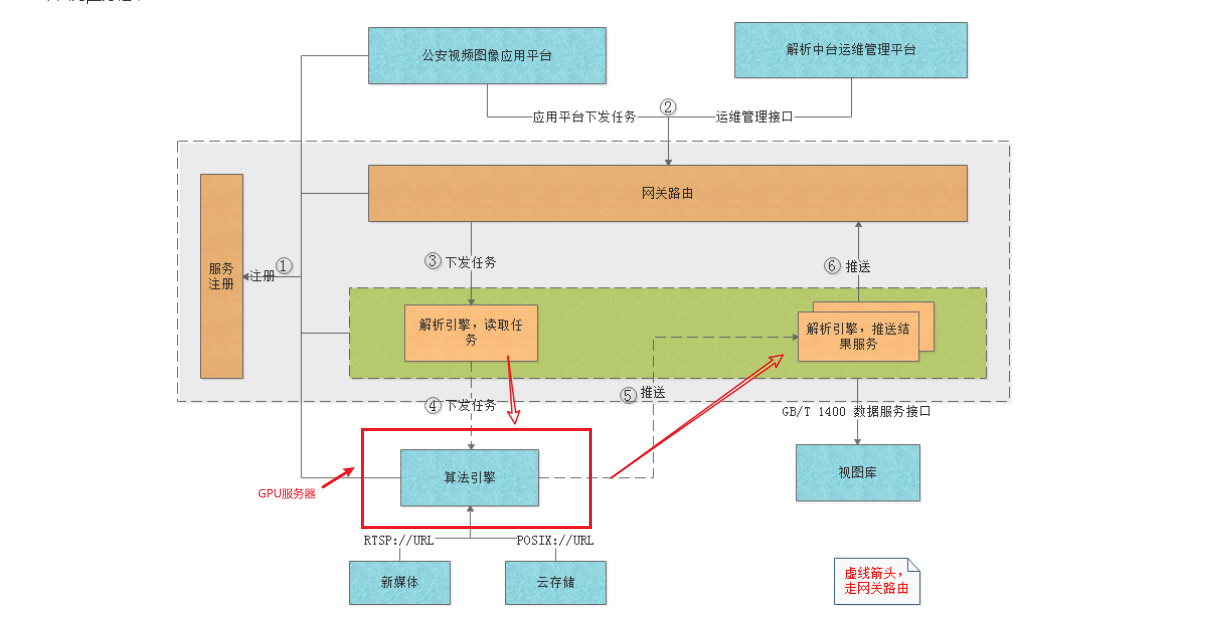 公安视频图像应用平台
解析中台运维管理平台
②
应用平台下发任务
运维管理接口
网关路由
服务
注册
注册
①
③ 下发任务
⑥ 推送
解析引擎，读取任
务
解析引擎，推送结
果服务
④ 下发任务
⑤ 推送
GB/T 1400 数据服务接口
算法引擎
视图库
GPU服务器
RTSP://URL
POSIX://URL
新媒体
云存储
虚线箭头，
走网关路由